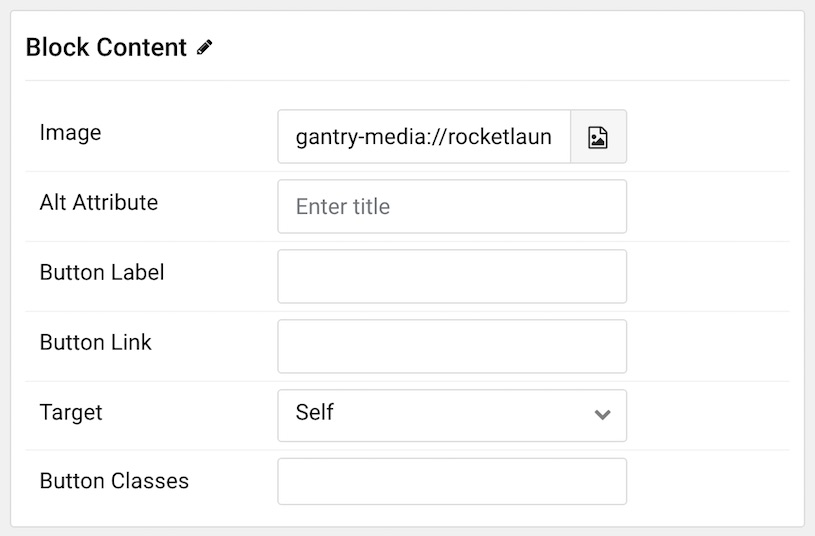 Block Content
Image
gantry-media://rocketlaun
Alt Attribute
Enter title
Button Label
Button Link
Target
Self
Button Classes